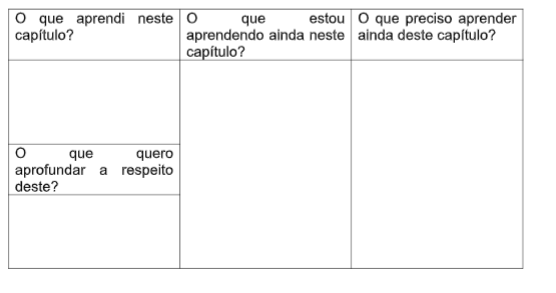 O que aprendi neste
capítulo?
O que estou
aprendendo ainda neste
capítulo?
O que preciso aprender
ainda deste capítulo?
O que quero
aprofundar a respeito
deste?